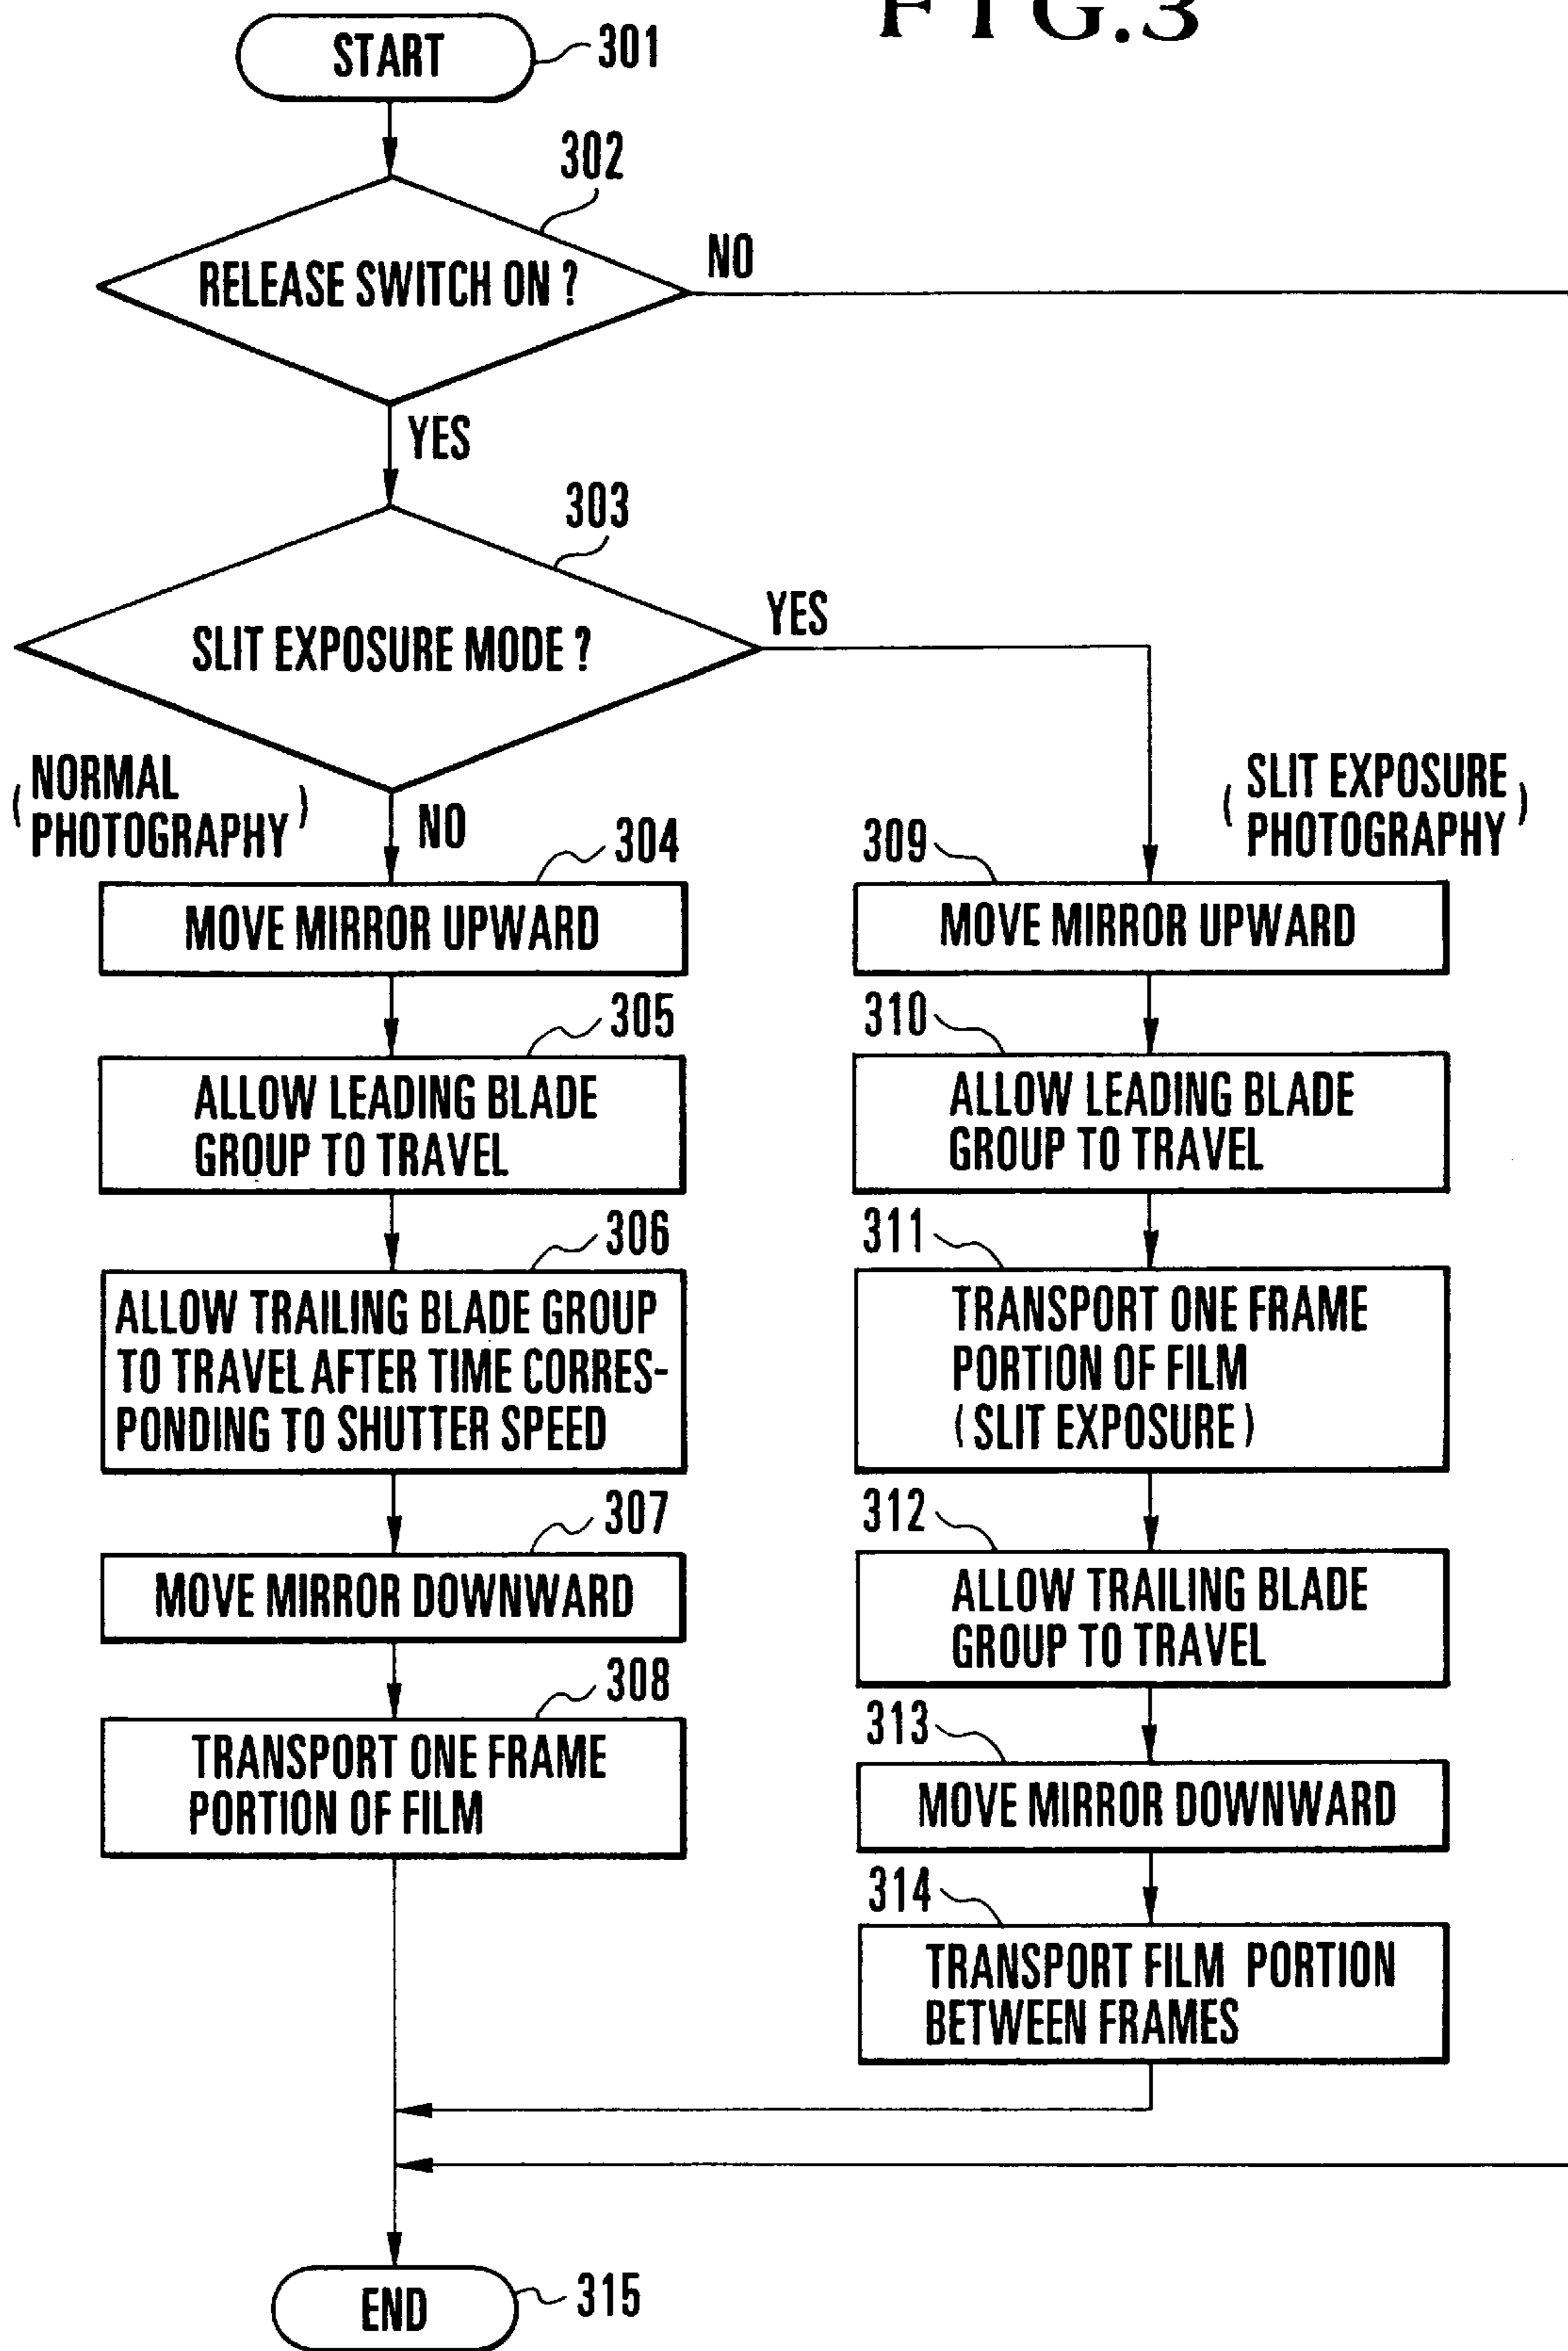 FIG.3
START
301
302
RELEASE SWITCH ON ?
NO
YES
303
SLIT EXPOSURE MODE ?
YES
( NORMAL
PHOTOGRAPHY )
NO
( SLIT EXPOSURE
PHOTOGRAPHY )
304
MOVE MIRROR UPWARD
305
ALLOW LEADING BLADE
GROUP TO TRAVEL
306
ALLOW TRAILING BLADE GROUP
TO TRAVEL AFTER TIME CORRES-
PONDING TO SHUTTER SPEED
307
MOVE MIRROR DOWNWARD
308
TRANSPORT ONE FRAME
PORTION OF FILM
309
MOVE MIRROR UPWARD
310
ALLOW LEADING BLADE
GROUP TO TRAVEL
311
TRANSPORT ONE FRAME
PORTION OF FILM
( SLIT EXPOSURE )
312
ALLOW TRAILING BLADE
GROUP TO TRAVEL
313
MOVE MIRROR DOWNWARD
314
TRANSPORT FILM PORTION
BETWEEN FRAMES
END
315